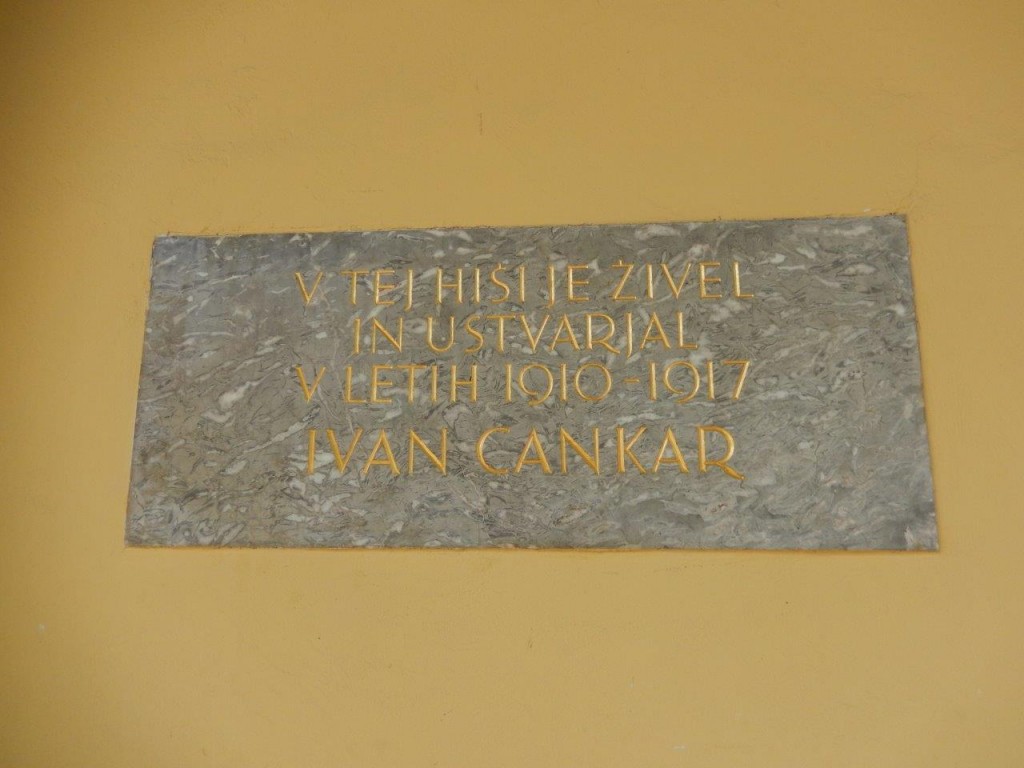 V TEJ HIŠI JE ŽIVEL
IN USTVARJAL
V LETIH 1910-1917
IVAN CANKAR